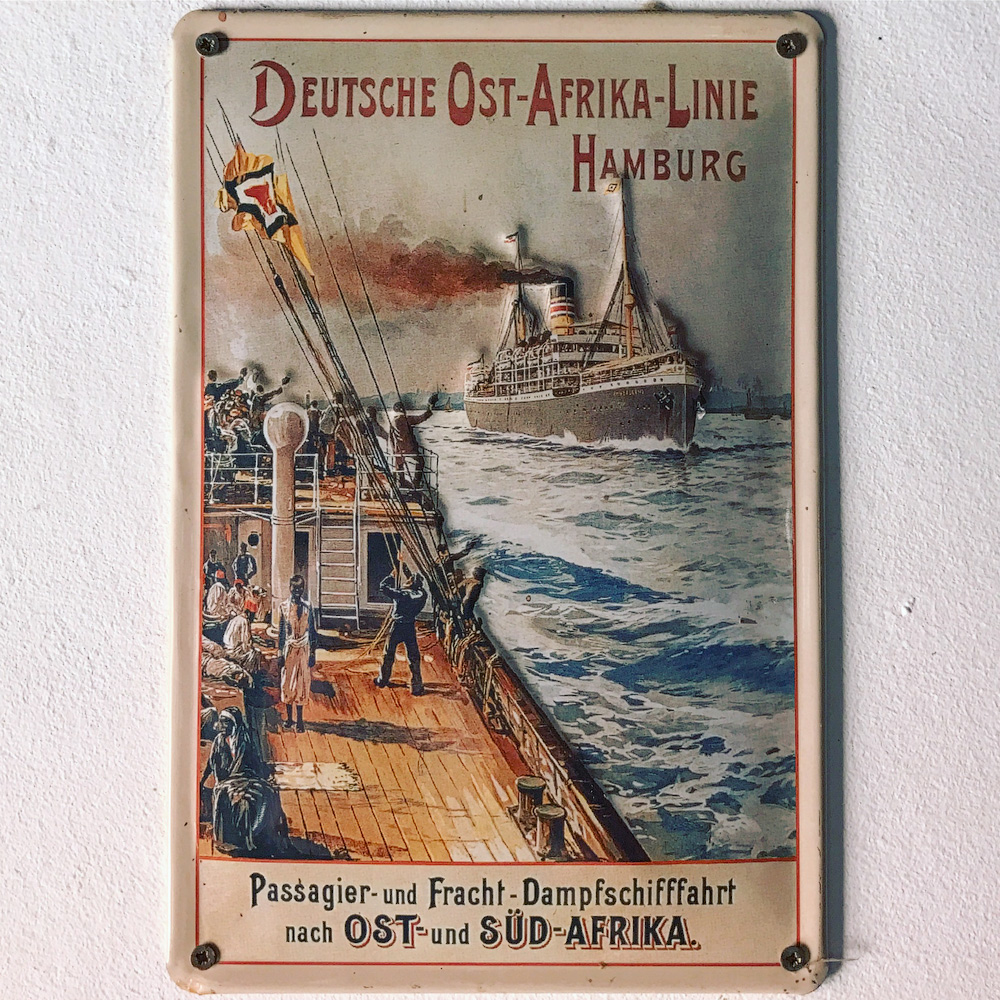 DEUTSCHE OST-AFRIKA-LINIE
HAMBURG
Passagier- und Fracht-Dampfschifffahrt
nach OST- und SÜD-AFRIKA.